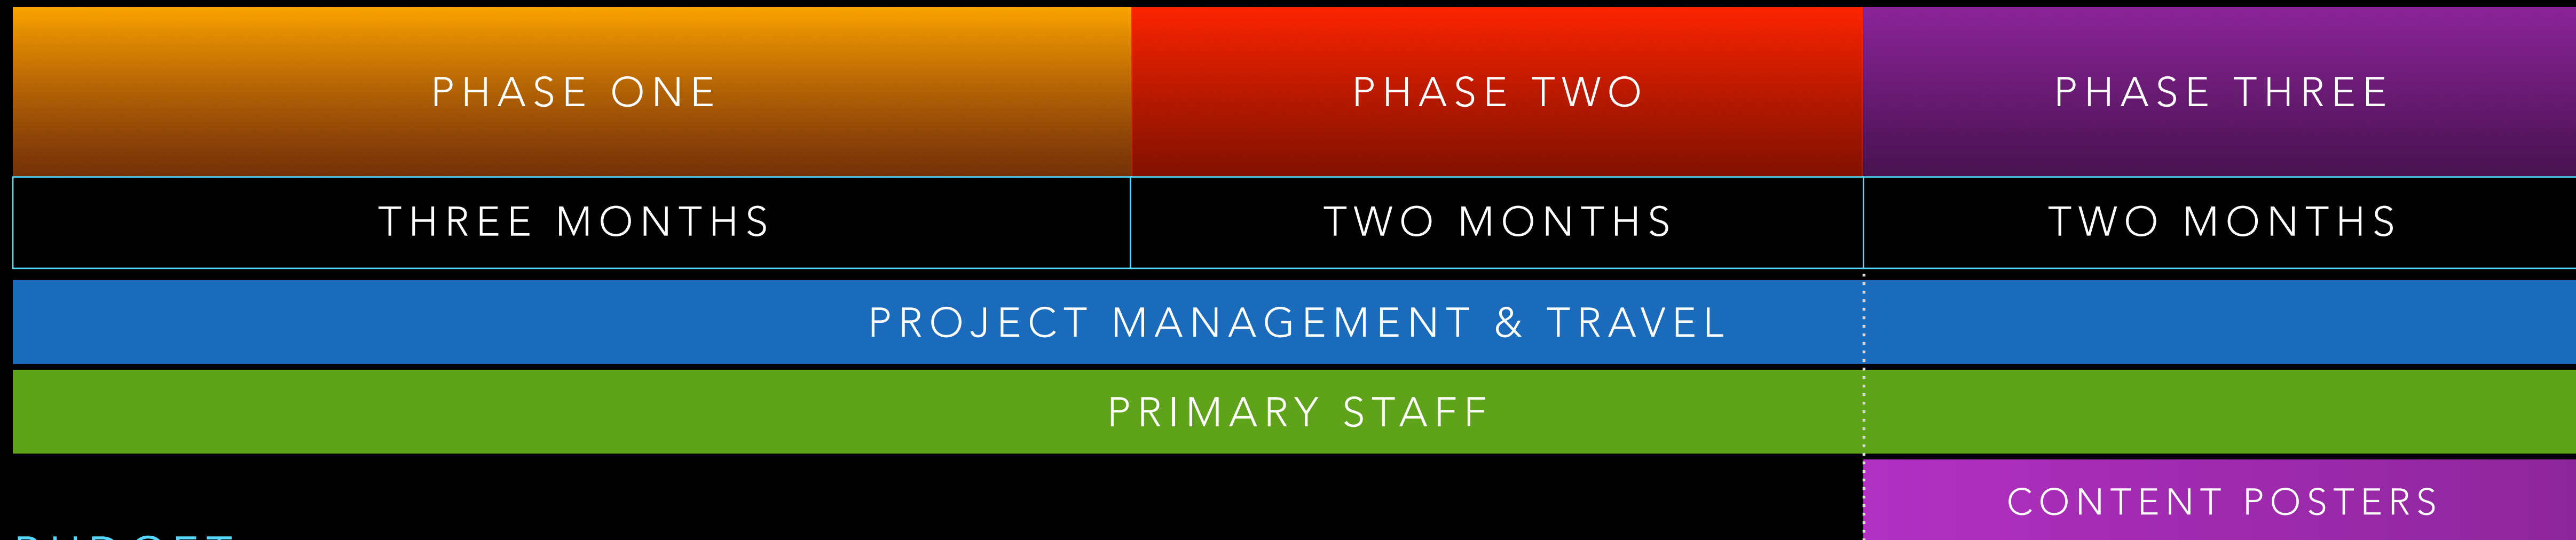 PHASE ONE
PHASE TWO
PHASE THREE
THREE MONTHS
TWO MONTHS
TWO MONTHS
PROJECT MANAGEMENT & TRAVEL
PRIMARY STAFF
CONTENT POSTERS
BUDGET